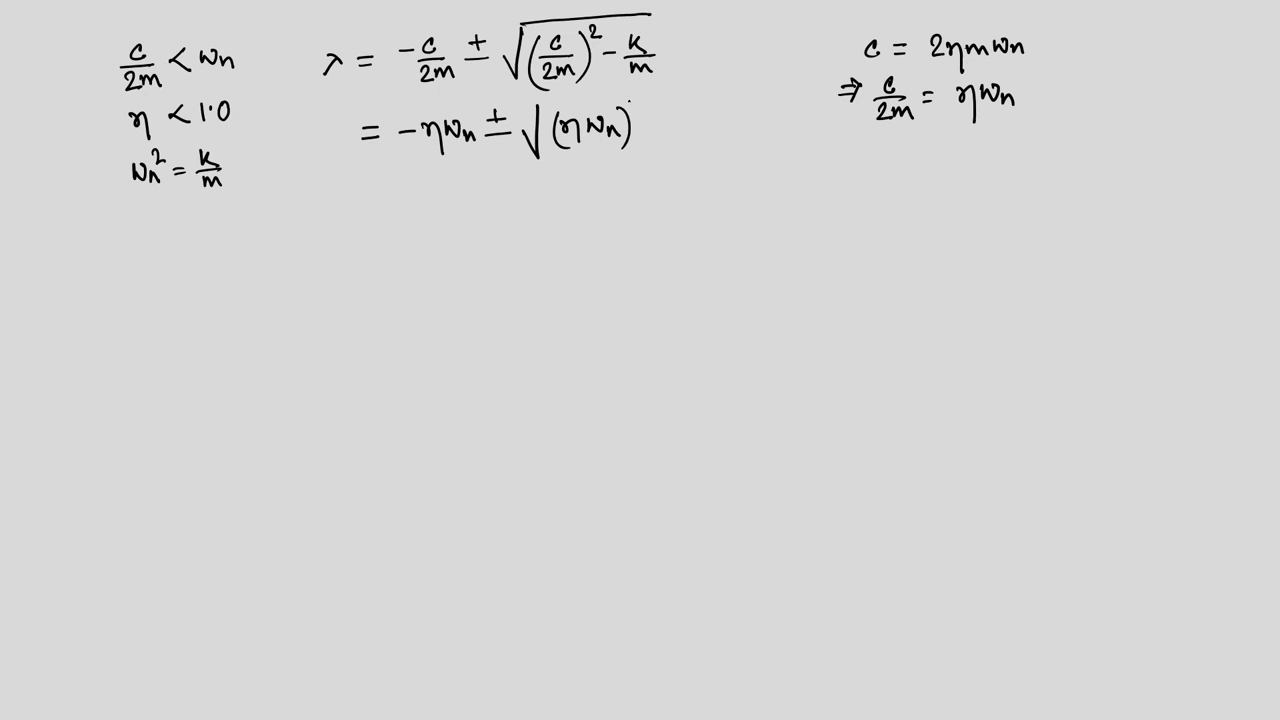 c/2m < ωn
η < 1.0
ωn² = k/m
λ = -c/2m ± √((c/2m)² - k/m)
= -ηωn ± √(ηωn)
c = 2ηmωn
⇒ c/2m = ηωn